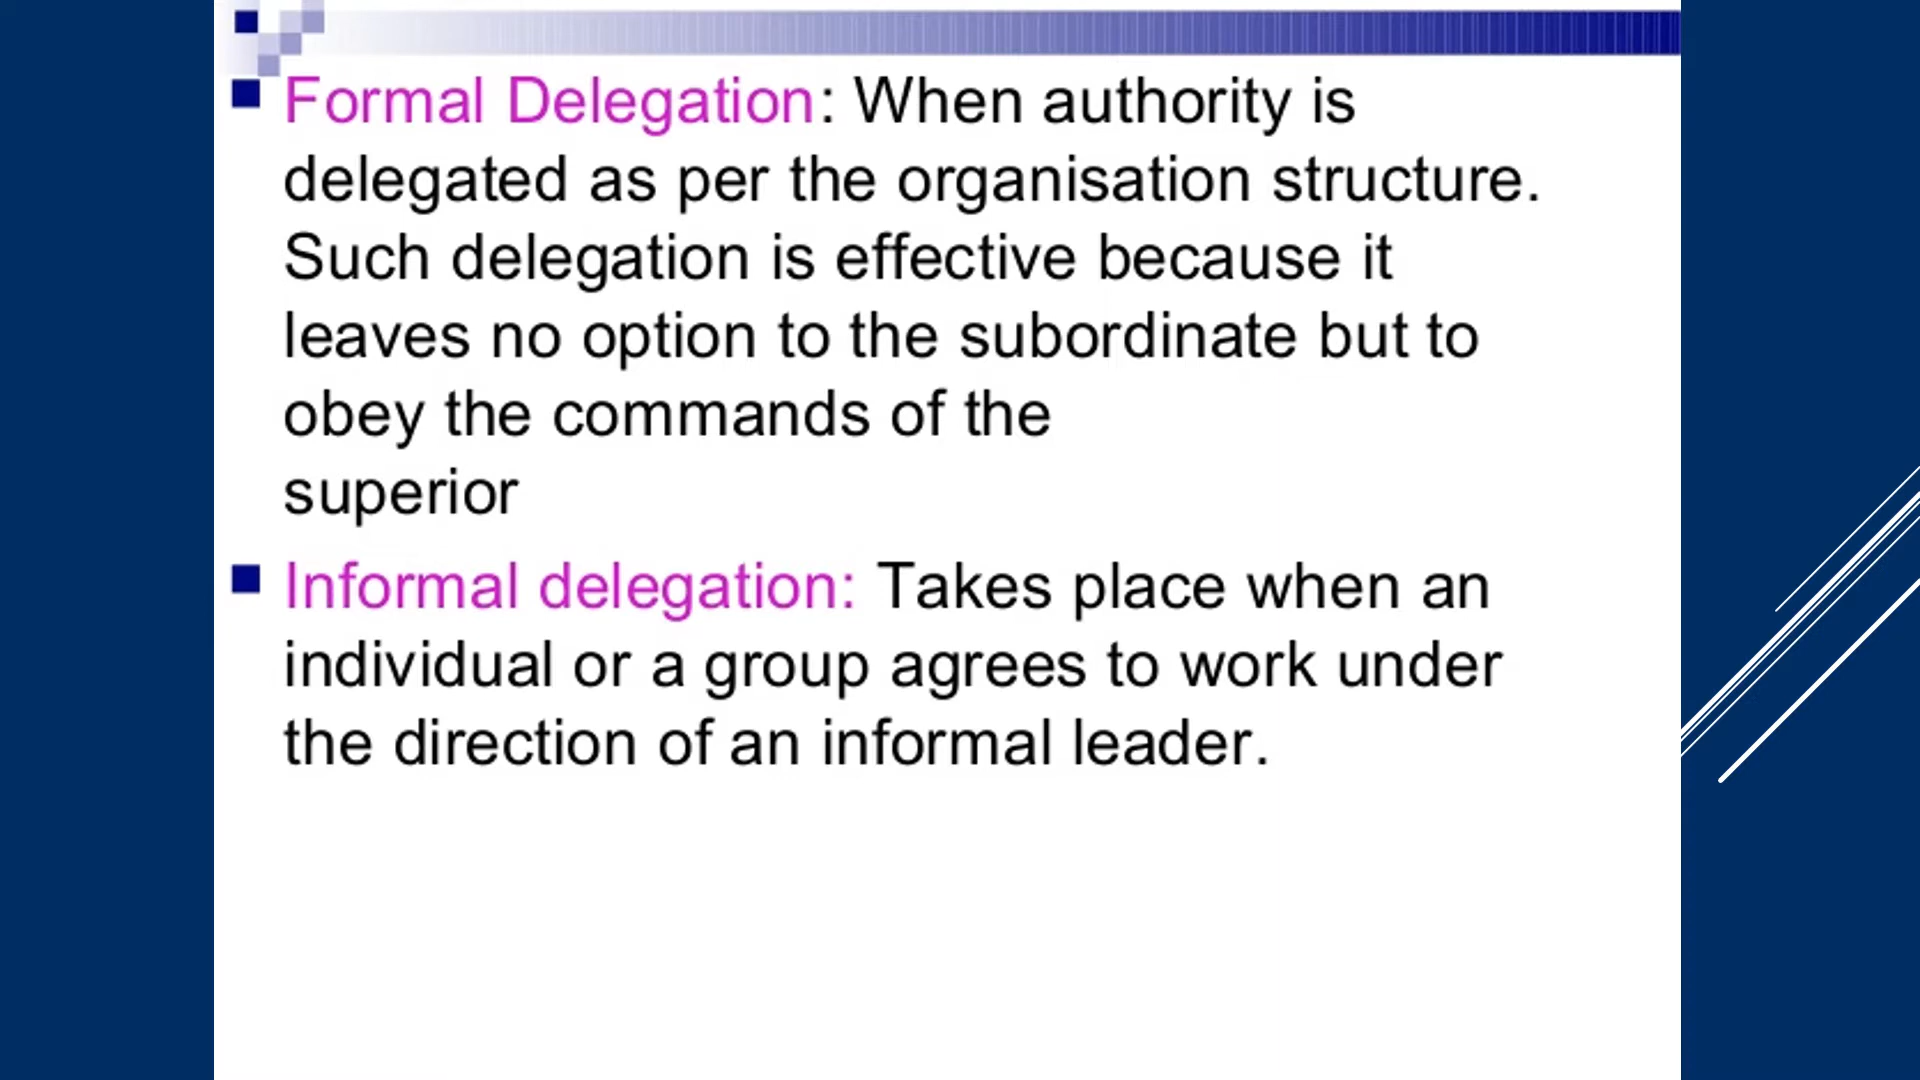 Formal Delegation: When authority is
delegated as per the organisation structure.
Such delegation is effective because it
leaves no option to the subordinate but to
obey the commands of the
superior
Informal delegation: Takes place when an
individual or a group agrees to work under
the direction of an informal leader.